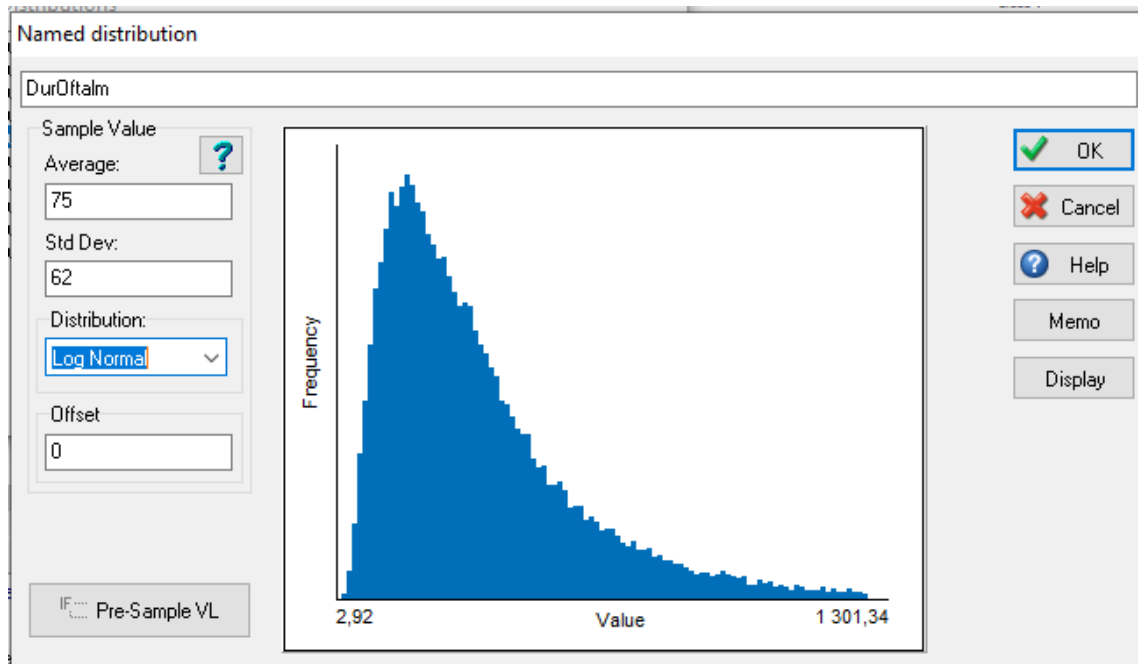 Named distribution
DurOftalm
Sample Value
?
Average:
75
Std Dev:
62
Distribution:
Log Normal
Offset
0
IF
Pre-Sample VL
Frequency
2,92
Value
1 301,34
OK
Cancel
? Help
Memo
Display